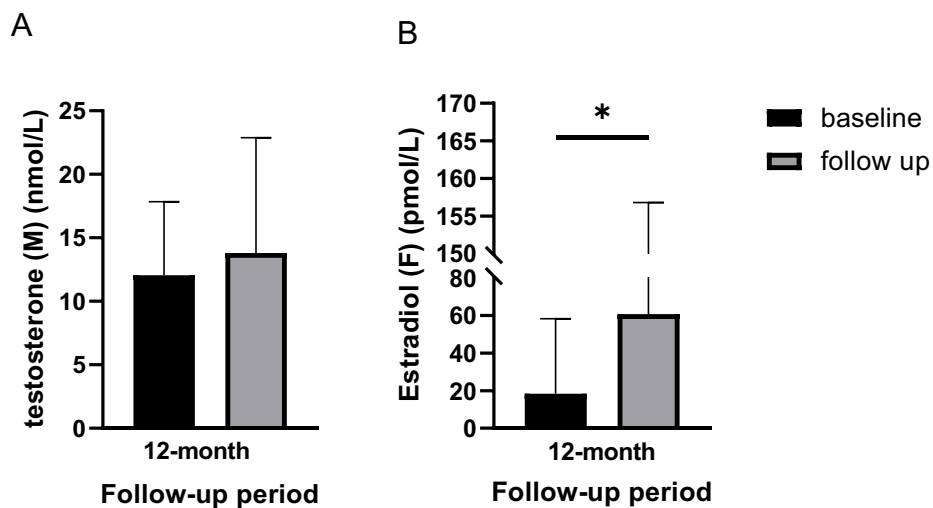 A
testosterone (M) (nmol/L)
25
20
15
10
5
0
12-month
Follow-up period
B
Estradiol (F) (pmol/L)
170
165
160
155
150
80
60
40
20
0
*
12-month
Follow-up period
baseline
follow up